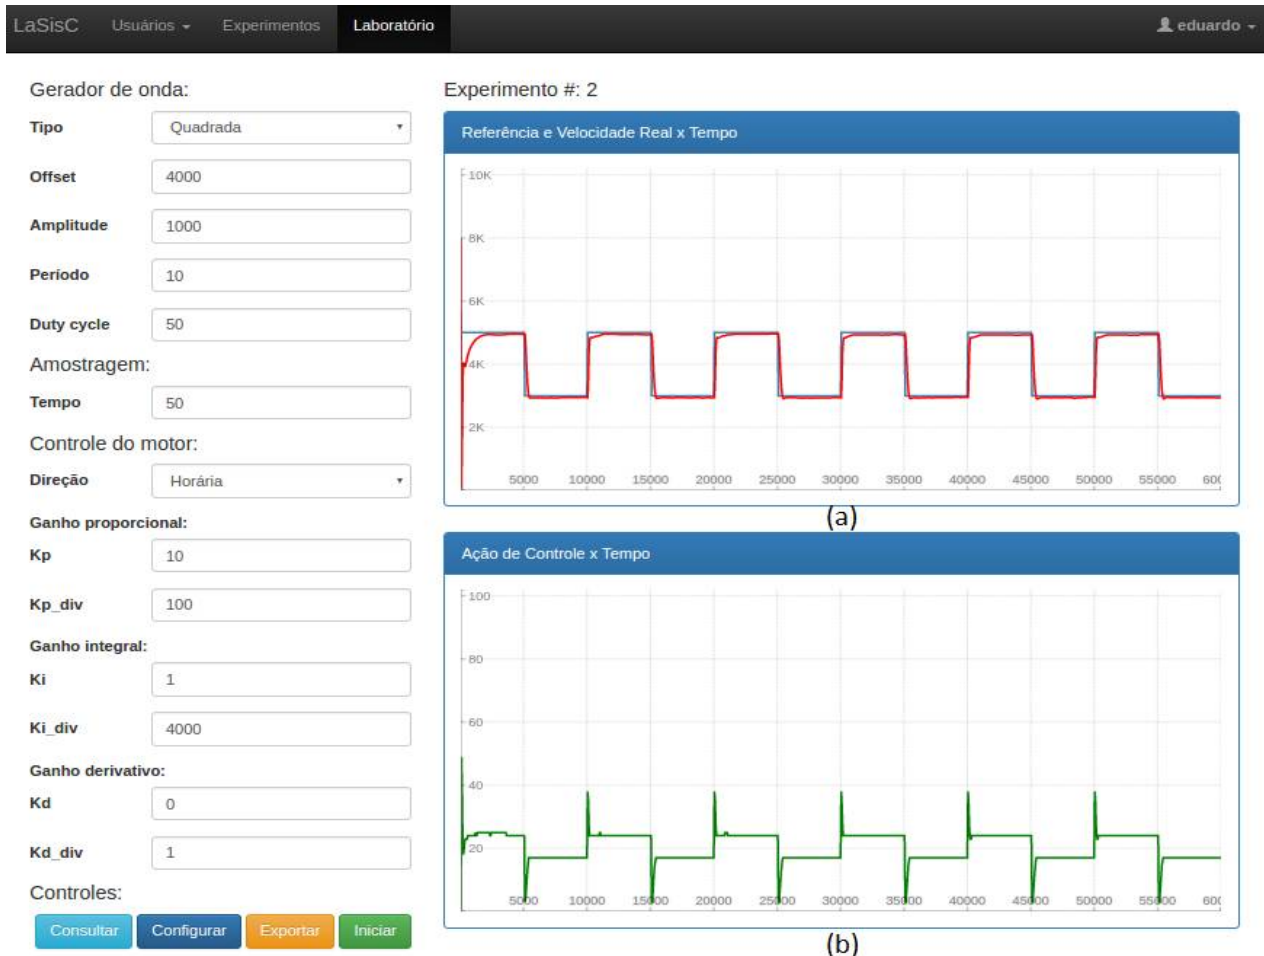 LaSisC Usuários Experimentos Laboratório eduardo
Gerador de onda:
Tipo Quadrada
Offset 4000
Amplitude 1000
Período 10
Duty cycle 50
Amostragem:
Tempo 50
Controle do motor:
Direção Horária
Ganho proporcional:
Kp 10
Kp_div 100
Ganho integral:
Ki 1
Ki_div 4000
Ganho derivativo:
Kd 0
Kd_div 1
Controles:
Consultar Configurar Exportar Iniciar
Experimento #: 2
Referência e Velocidade Real x Tempo
10K
8K
6K
4K
2K
5000 10000 15000 20000 25000 30000 35000 40000 45000 50000 55000 600
(a)
Ação de Controle x Tempo
100
80
60
40
20
5000 10000 15000 20000 25000 30000 35000 40000 45000 50000 55000 600
(b)